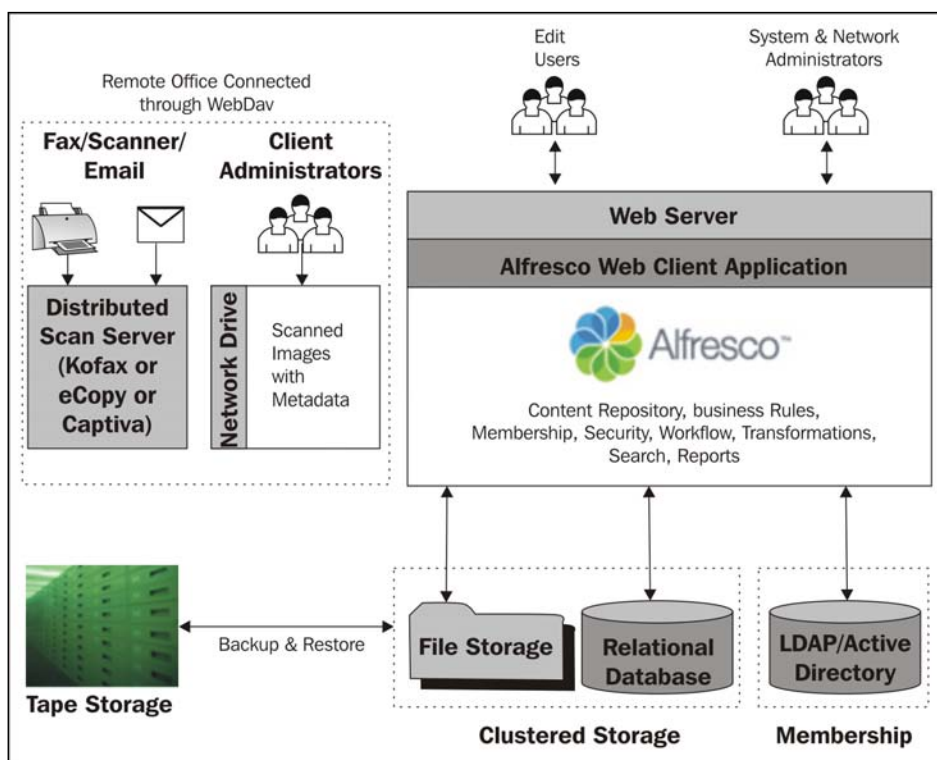 Edit
Users
System & Network
Administrators
Remote Office Connected
through WebDav
Fax/Scanner/
Email
Client
Administrators
Distributed
Scan Server
(Kofax or
eCopy or
Captiva)
Network Drive
Scanned
Images
with
Metadata
Web Server
Alfresco Web Client Application
Alfresco™
Content Repository, business Rules,
Membership, Security, Workflow, Transformations,
Search, Reports
Backup & Restore
Tape Storage
File Storage
Relational
Database
Clustered Storage
LDAP/Active
Directory
Membership